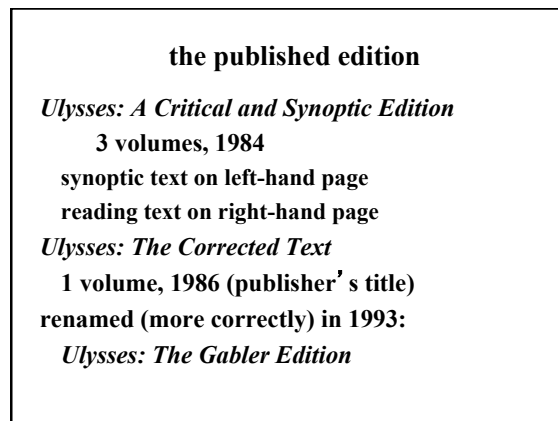 the published edition
Ulysses: A Critical and Synoptic Edition
3 volumes, 1984
synoptic text on left-hand page
reading text on right-hand page
Ulysses: The Corrected Text
1 volume, 1986 (publisher’s title)
renamed (more correctly) in 1993:
Ulysses: The Gabler Edition